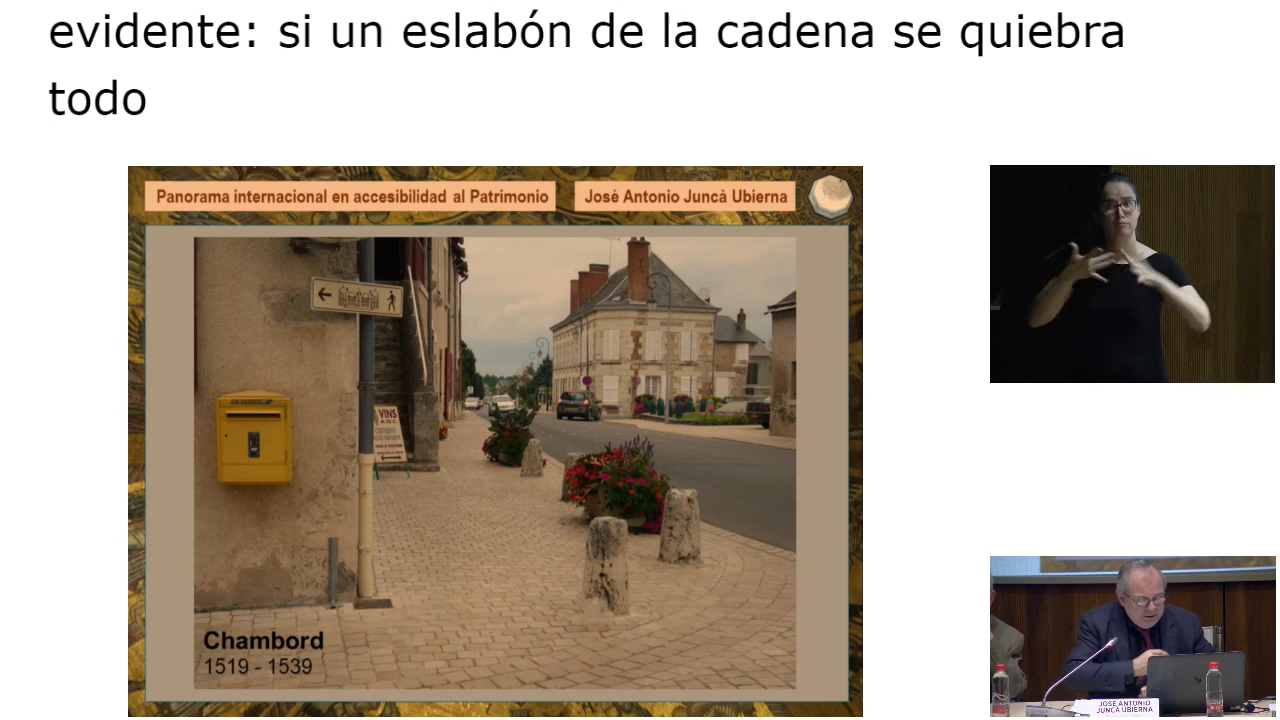 evidente: si un eslabón de la cadena se quiebra
todo
Panorama internacional en accesibilidad al Patrimonio
José Antonio Juncà Ubierna
VINS
A.O.C.
Chambord
1519 - 1539
JOSE ANTONIO
JUNCÀ UBIERNA